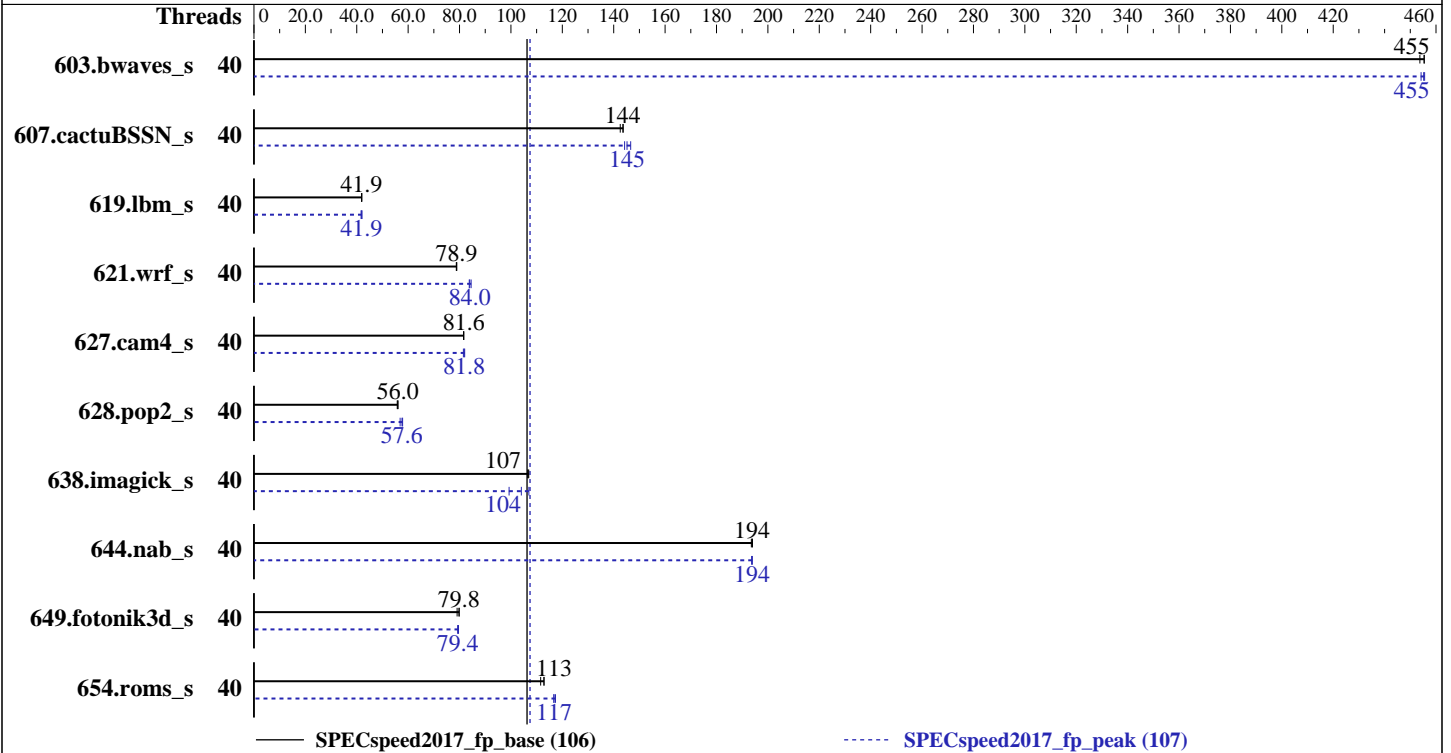 Threads 0 20.0 40.0 60.0 80.0 100 120 140 160 180 200 220 240 260 280 300 320 340 360 380 400 420 460
455
603.bwaves_s 40
455
144
607.cactuBSSN_s 40
145
41.9
619.lbm_s 40
41.9
78.9
621.wrf_s 40
84.0
81.6
627.cam4_s 40
81.8
56.0
628.pop2_s 40
57.6
107
638.imagick_s 40
104
194
644.nab_s 40
194
79.8
649.fotonik3d_s 40
79.4
113
654.roms_s 40
117
SPECspeed2017_fp_base (106) SPECspeed2017_fp_peak (107)